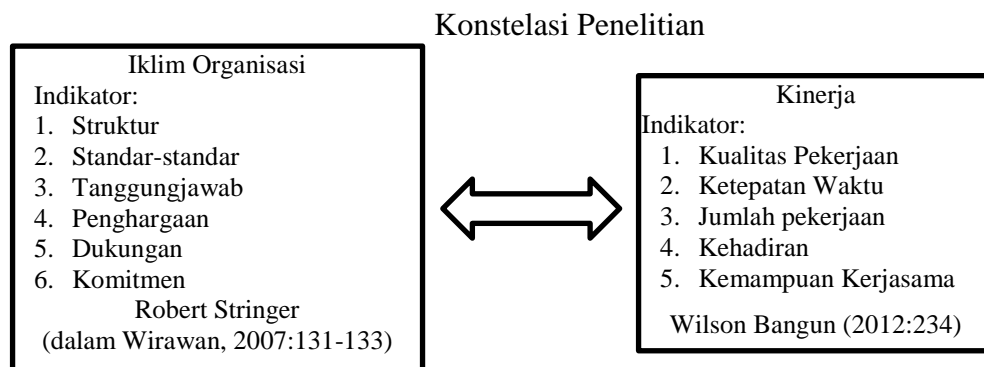 Konstelasi Penelitian
Iklim Organisasi
Indikator:
1. Struktur
2. Standar-standar
3. Tanggungjawab
4. Penghargaan
5. Dukungan
6. Komitmen
Robert Stringer
(dalam Wirawan, 2007:131-133)
Kinerja
Indikator:
1. Kualitas Pekerjaan
2. Ketepatan Waktu
3. Jumlah pekerjaan
4. Kehadiran
5. Kemampuan Kerjasama
Wilson Bangun (2012:234)